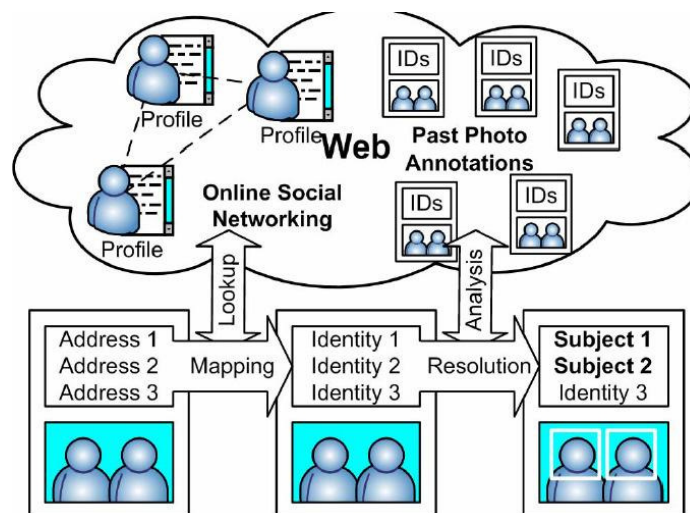 IDs
IDs
IDs
Profile
Profile
Web
Past Photo
Annotations
Online Social
Networking
IDs
IDs
Profile
Lookup
Analysis
Address 1
Address 2
Address 3
Mapping
Identity 1
Identity 2
Identity 3
Resolution
Subject 1
Subject 2
Identity 3